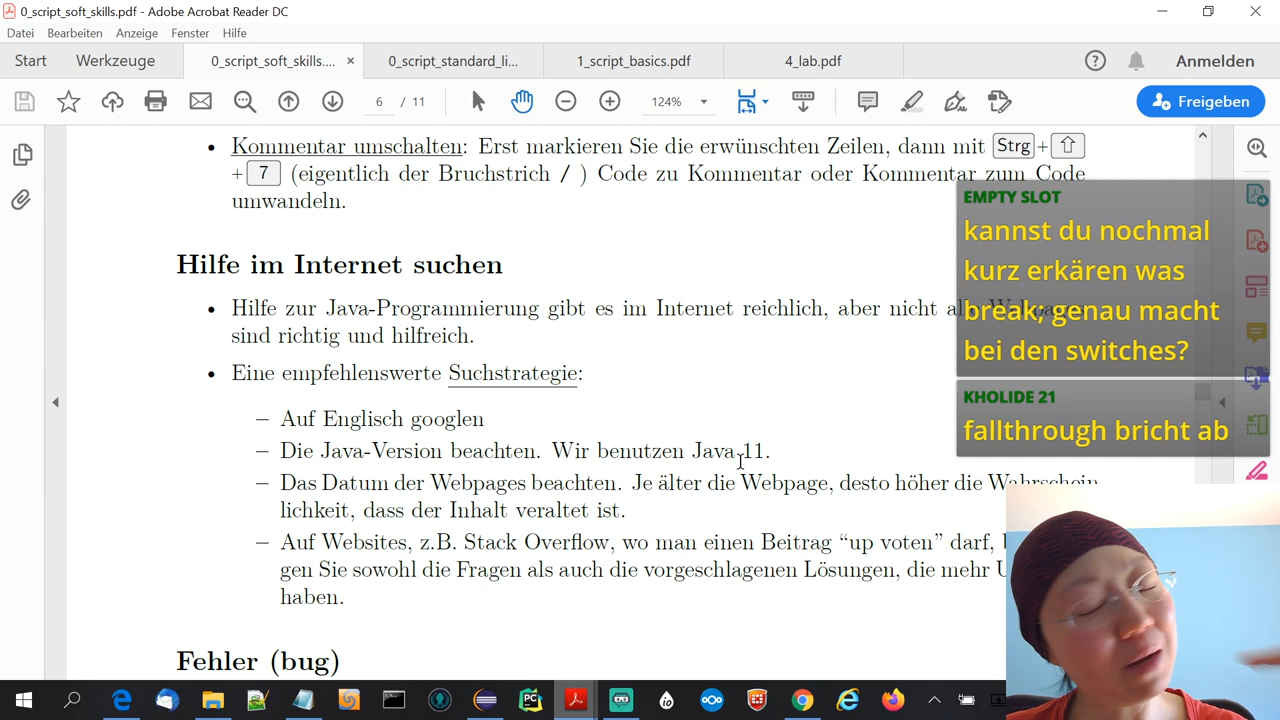 0_script_soft_skills.pdf - Adobe Acrobat Reader DC
Datei Bearbeiten Anzeige Fenster Hilfe
Start Werkzeuge 0_script_soft_skills.... × 0_script_standard_li... 1_script_basics.pdf 4_lab.pdf Anmelden
6 / 11 124% Freigeben
• Kommentar umschalten: Erst markieren Sie die erwünschten Zeilen, dann mit Strg + ⇧
+ 7 (eigentlich der Bruchstrich / ) Code zu Kommentar oder Kommentar zum Code
umwandeln.
Hilfe im Internet suchen
• Hilfe zur Java-Programmierung gibt es im Internet reichlich, aber nicht
sind richtig und hilfreich.
• Eine empfehlenswerte Suchstrategie:
– Auf Englisch googlen
– Die Java-Version beachten. Wir benutzen Java 11.
– Das Datum der Webpages beachten. Je älter die Webpage, desto höher die Wahrschein
lichkeit, dass der Inhalt veraltet ist.
– Auf Websites, z.B. Stack Overflow, wo man einen Beitrag “up voten” darf,
gen Sie sowohl die Fragen als auch die vorgeschlagenen Lösungen, die mehr
haben.
Fehler (bug)
EMPTY SLOT
kannst du nochmal
kurz erkären was
break; genau macht
bei den switches?
KHOLIDE 21
fallthrough bricht ab